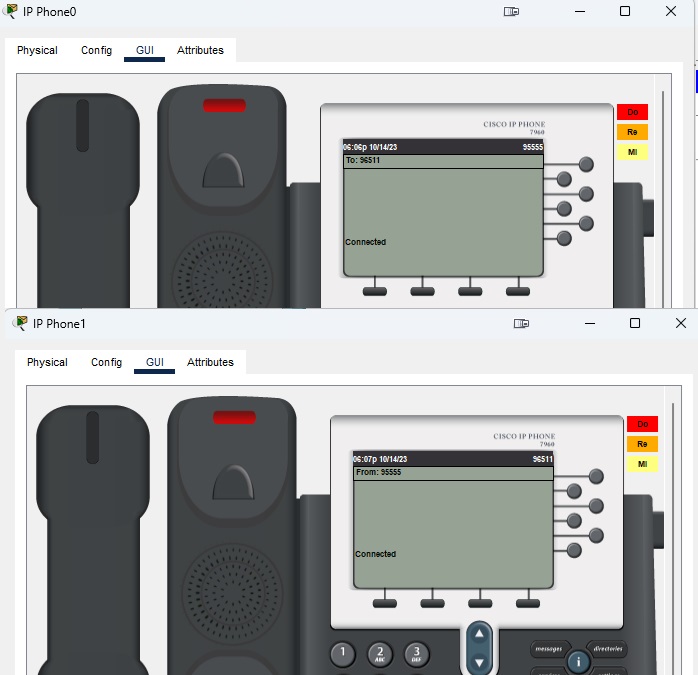 IP Phone0
Physical Config GUI Attributes
CISCO IP PHONE
7960
Do
Re
Mi
06:06p 10/14/23 95555
To: 96511
Connected
IP Phone1
Physical Config GUI Attributes
CISCO IP PHONE
7960
Do
Re
Mi
06:07p 10/14/23 96511
From: 95555
Connected
1 2 ABC 3 DEF
messages directories
i